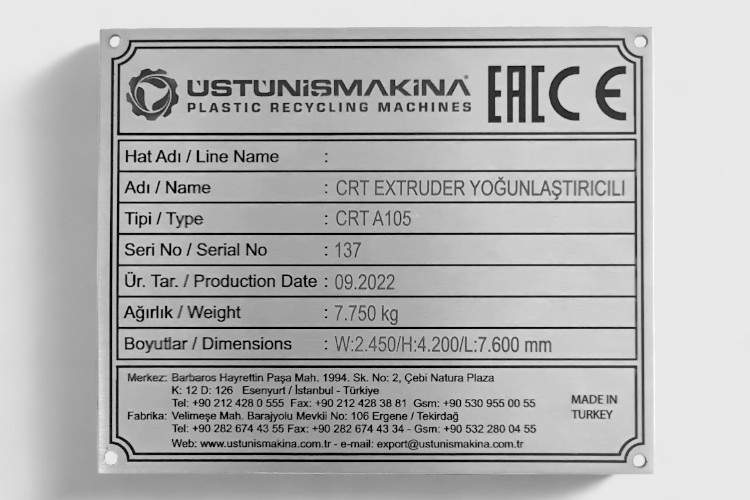 ÜSTÜNİŞMAKİNA®
PLASTIC RECYCLING MACHINES
EAC CE
Hat Adı / Line Name :
Adı / Name : CRT EXTRUDER YOĞUNLAŞTIRICILI
Tipi / Type : CRT A105
Seri No / Serial No : 137
Ür. Tar. / Production Date : 09.2022
Ağırlık / Weight : 7.750 kg
Boyutlar / Dimensions : W:2.450/H:4.200/L:7.600 mm
Merkez: Barbaros Hayrettin Paşa Mah. 1994. Sk. No: 2, Çebi Natura Plaza
K: 12 D: 126 Esenyurt / İstanbul - Türkiye
Tel: +90 212 428 0 555 Fax: +90 212 428 38 81 Gsm: +90 530 955 00 55
Fabrika: Velimeşe Mah. Barajyolu Mevkii No: 106 Ergene / Tekirdağ
Tel: +90 282 674 43 55 Fax: +90 282 674 43 34 - Gsm: +90 532 280 04 55
Web: www.ustunismakina.com.tr - e-mail: export@ustunismakina.com.tr
MADE IN
TURKEY